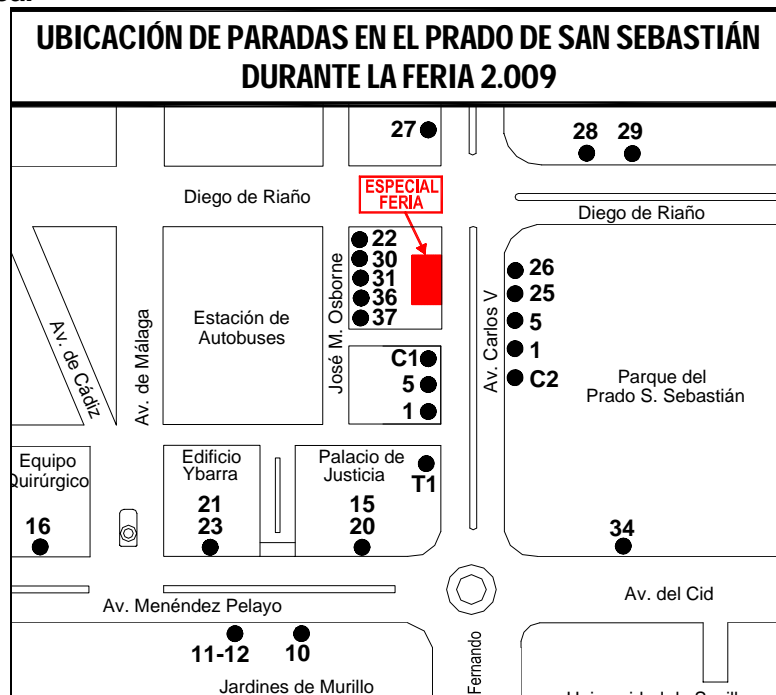 UBICACIÓN DE PARADAS EN EL PRADO DE SAN SEBASTIÁN
DURANTE LA FERIA 2.009
27
28 29
Diego de Riaño
ESPECIAL
FERIA
Diego de Riaño
22
30
31
36
37
26
25
5
1
C2
Av. de Cádiz
Av. de Málaga
Estación de
Autobuses
José M. Osborne
C1
5
1
Av. Carlos V
Parque del
Prado S. Sebastián
Equipo
Quirúrgico
16
Edificio
Ybarra
21
23
Palacio de
Justicia
15
20
T1
34
Av. Menéndez Pelayo
Av. del Cid
11-12
10
Jardines de Murillo
Fernando